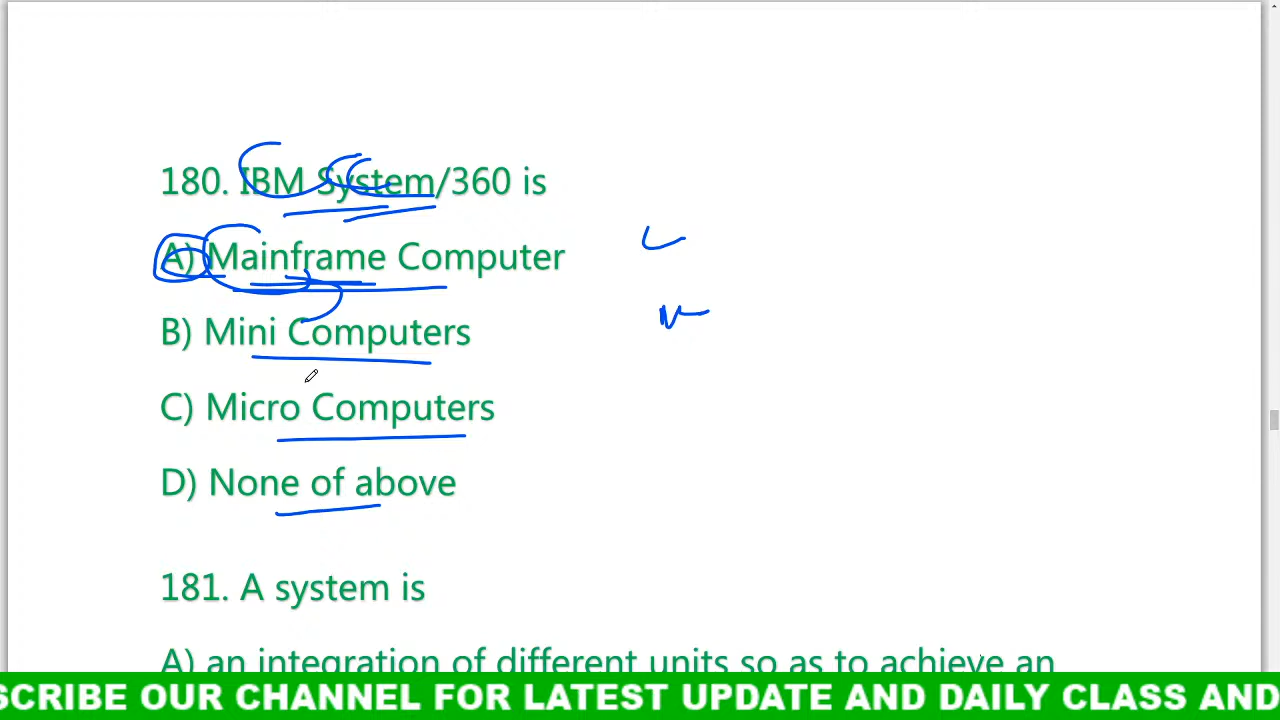 180. IBM System/360 is
A) Mainframe Computer
B) Mini Computers
C) Micro Computers
D) None of above
181. A system is
A) an integration of different units so as to achieve an
SCRIBE OUR CHANNEL FOR LATEST UPDATE AND DAILY CLASS AND